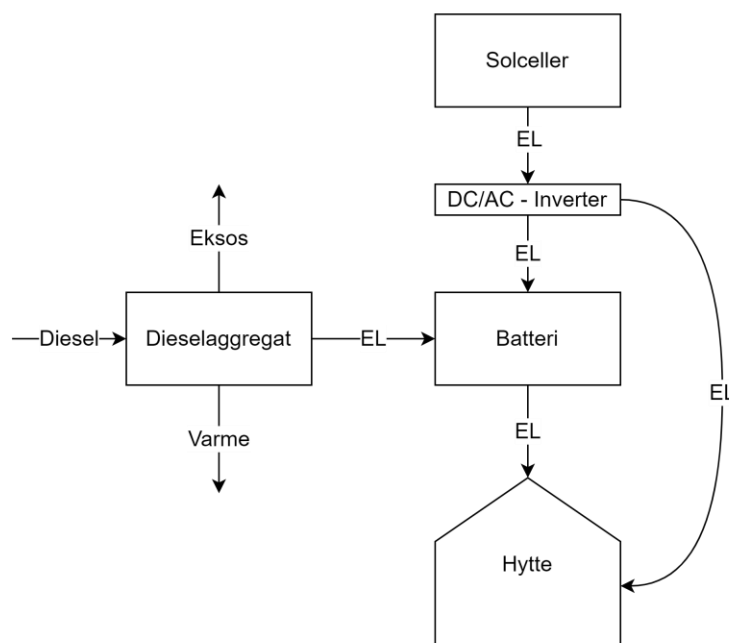 Solceller
EL
DC/AC - Inverter
Eksos
EL
Diesel
Dieselaggregat
EL
Batteri
EL
Varme
EL
Hytte